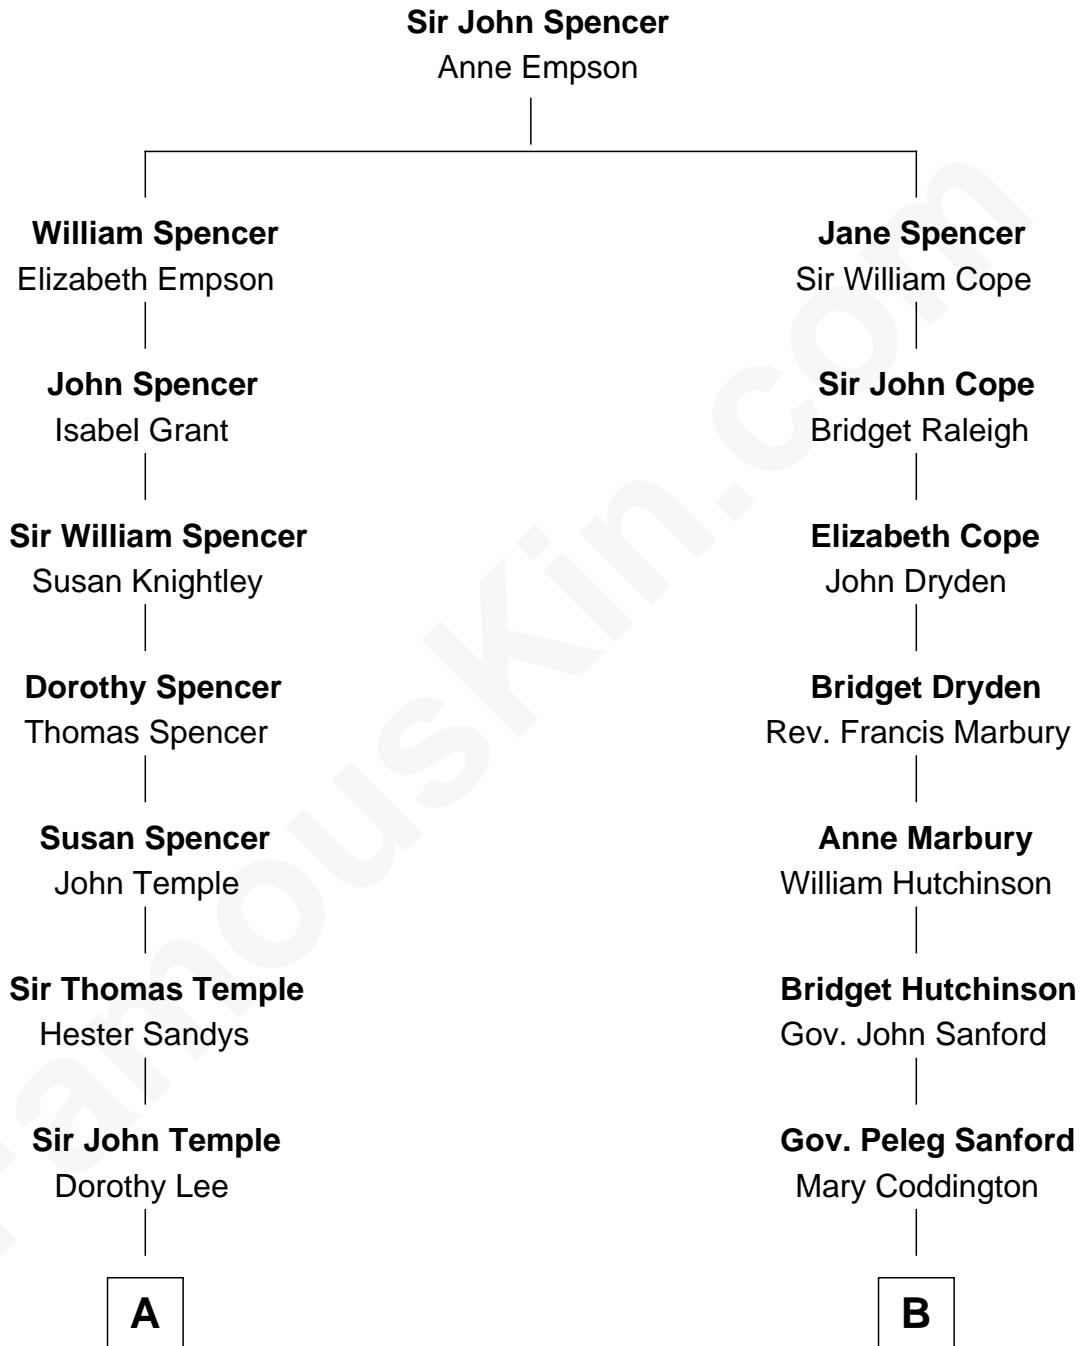 Sir John Spencer
Anne Empson
William Spencer
Elizabeth Empson
Jane Spencer
Sir William Cope
John Spencer
Isabel Grant
Sir John Cope
Bridget Raleigh
Sir William Spencer
Susan Knightley
Elizabeth Cope
John Dryden
Dorothy Spencer
Thomas Spencer
Bridget Dryden
Rev. Francis Marbury
Susan Spencer
John Temple
Anne Marbury
William Hutchinson
Sir Thomas Temple
Hester Sandys
Bridget Hutchinson
Gov. John Sanford
Sir John Temple
Dorothy Lee
Gov. Peleg Sanford
Mary Coddington
A
B
FamousKin.com